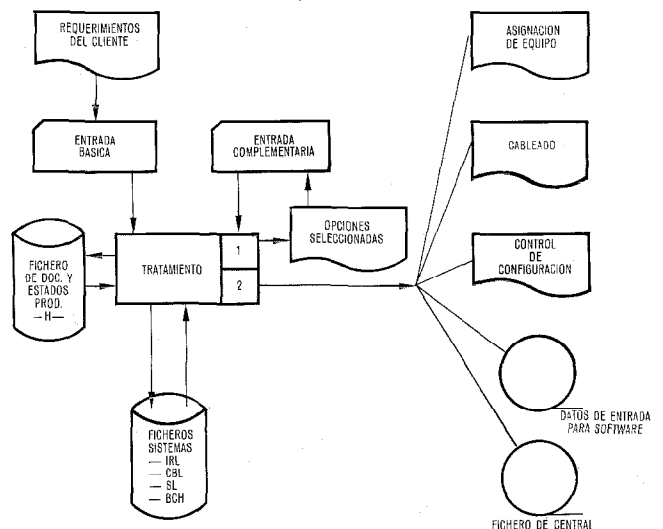 REQUERIMIENTOS
DEL CLIENTE
ENTRADA
BASICA
ENTRADA
COMPLEMENTARIA
OPCIONES
SELECCIONADAS
FICHERO
DE DOC. Y
ESTADOS
PROD.
—H—
TRATAMIENTO
1
2
FICHEROS
SISTEMAS
— IRL
— CBL
— SL
— BCH
ASIGNACION
DE EQUIPO
CABLEADO
CONTROL
DE
CONFIGURACION
DATOS DE ENTRADA
PARA SOFTWARE
FICHERO DE CENTRAL